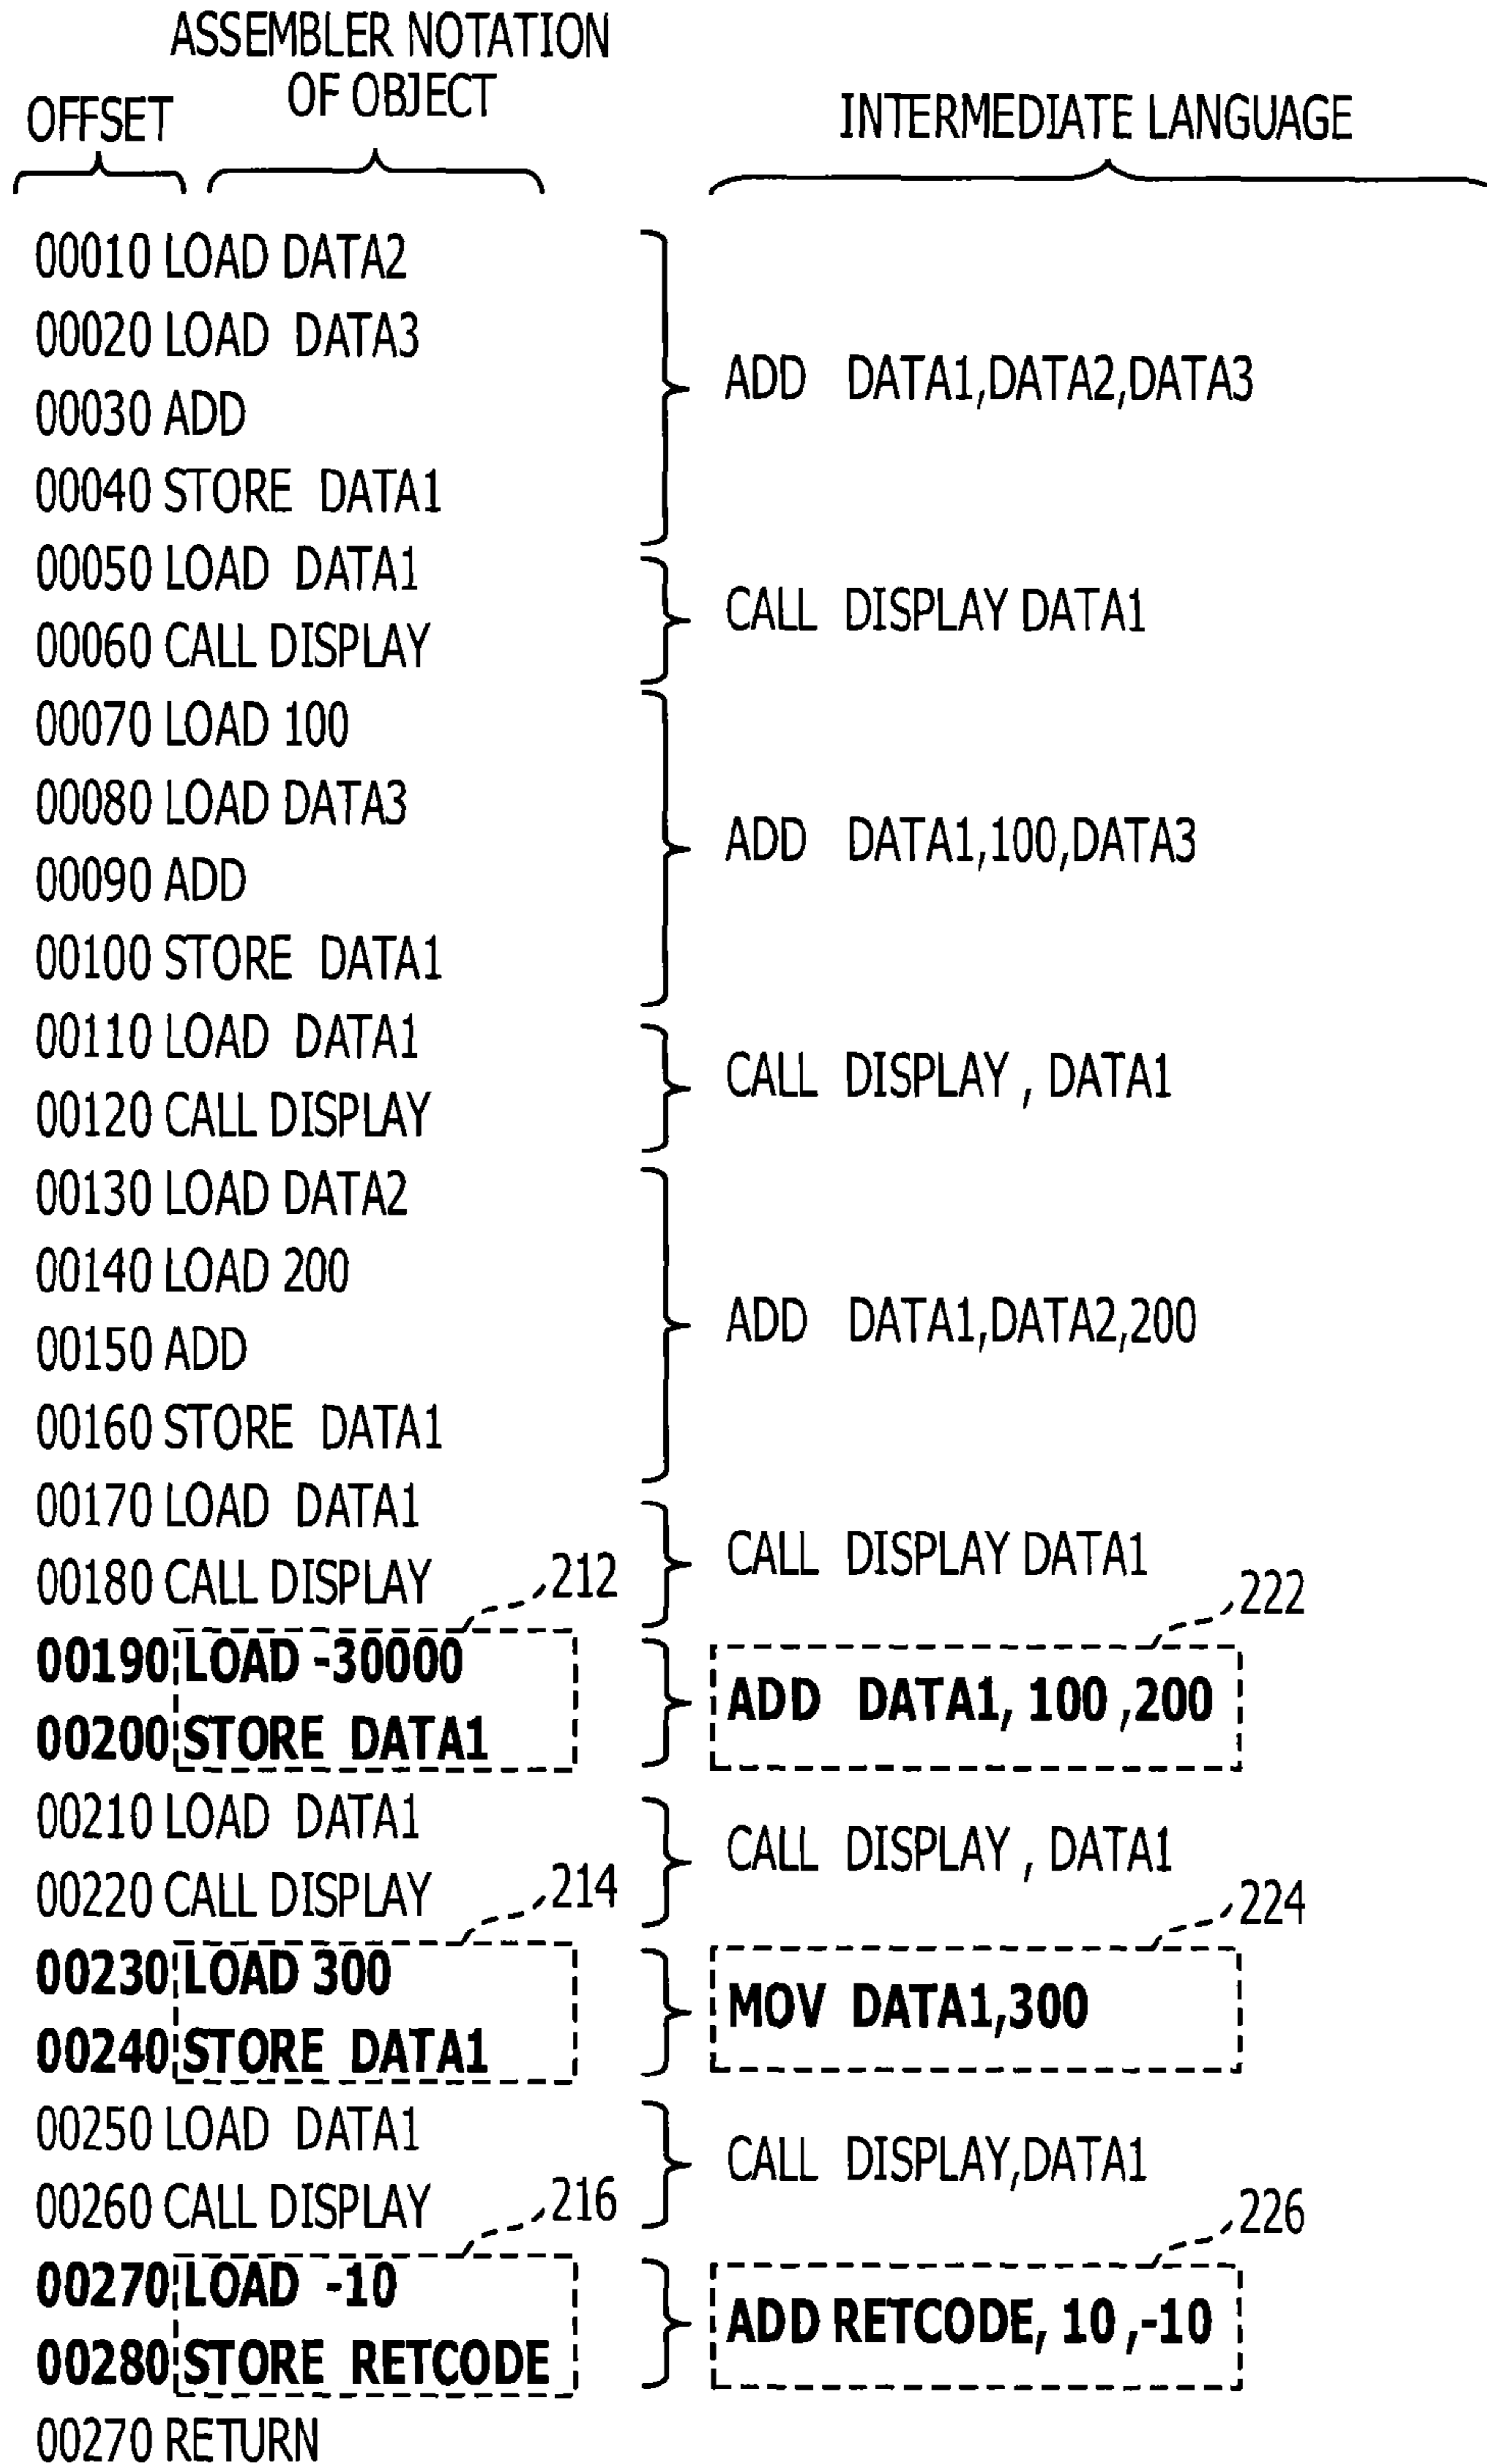 ASSEMBLER NOTATION
OF OBJECT
OFFSET
INTERMEDIATE LANGUAGE
00010 LOAD DATA2
00020 LOAD DATA3
00030 ADD
00040 STORE DATA1
ADD DATA1,DATA2,DATA3
00050 LOAD DATA1
00060 CALL DISPLAY
CALL DISPLAY DATA1
00070 LOAD 100
00080 LOAD DATA3
00090 ADD
00100 STORE DATA1
ADD DATA1,100,DATA3
00110 LOAD DATA1
00120 CALL DISPLAY
CALL DISPLAY , DATA1
00130 LOAD DATA2
00140 LOAD 200
00150 ADD
00160 STORE DATA1
ADD DATA1,DATA2,200
00170 LOAD DATA1
00180 CALL DISPLAY
CALL DISPLAY DATA1
212
222
00190 LOAD -30000
00200 STORE DATA1
ADD DATA1, 100 ,200
00210 LOAD DATA1
00220 CALL DISPLAY
CALL DISPLAY , DATA1
214
224
00230 LOAD 300
00240 STORE DATA1
MOV DATA1,300
00250 LOAD DATA1
00260 CALL DISPLAY
CALL DISPLAY,DATA1
216
226
00270 LOAD -10
00280 STORE RETCODE
ADD RETCODE, 10 ,-10
00270 RETURN